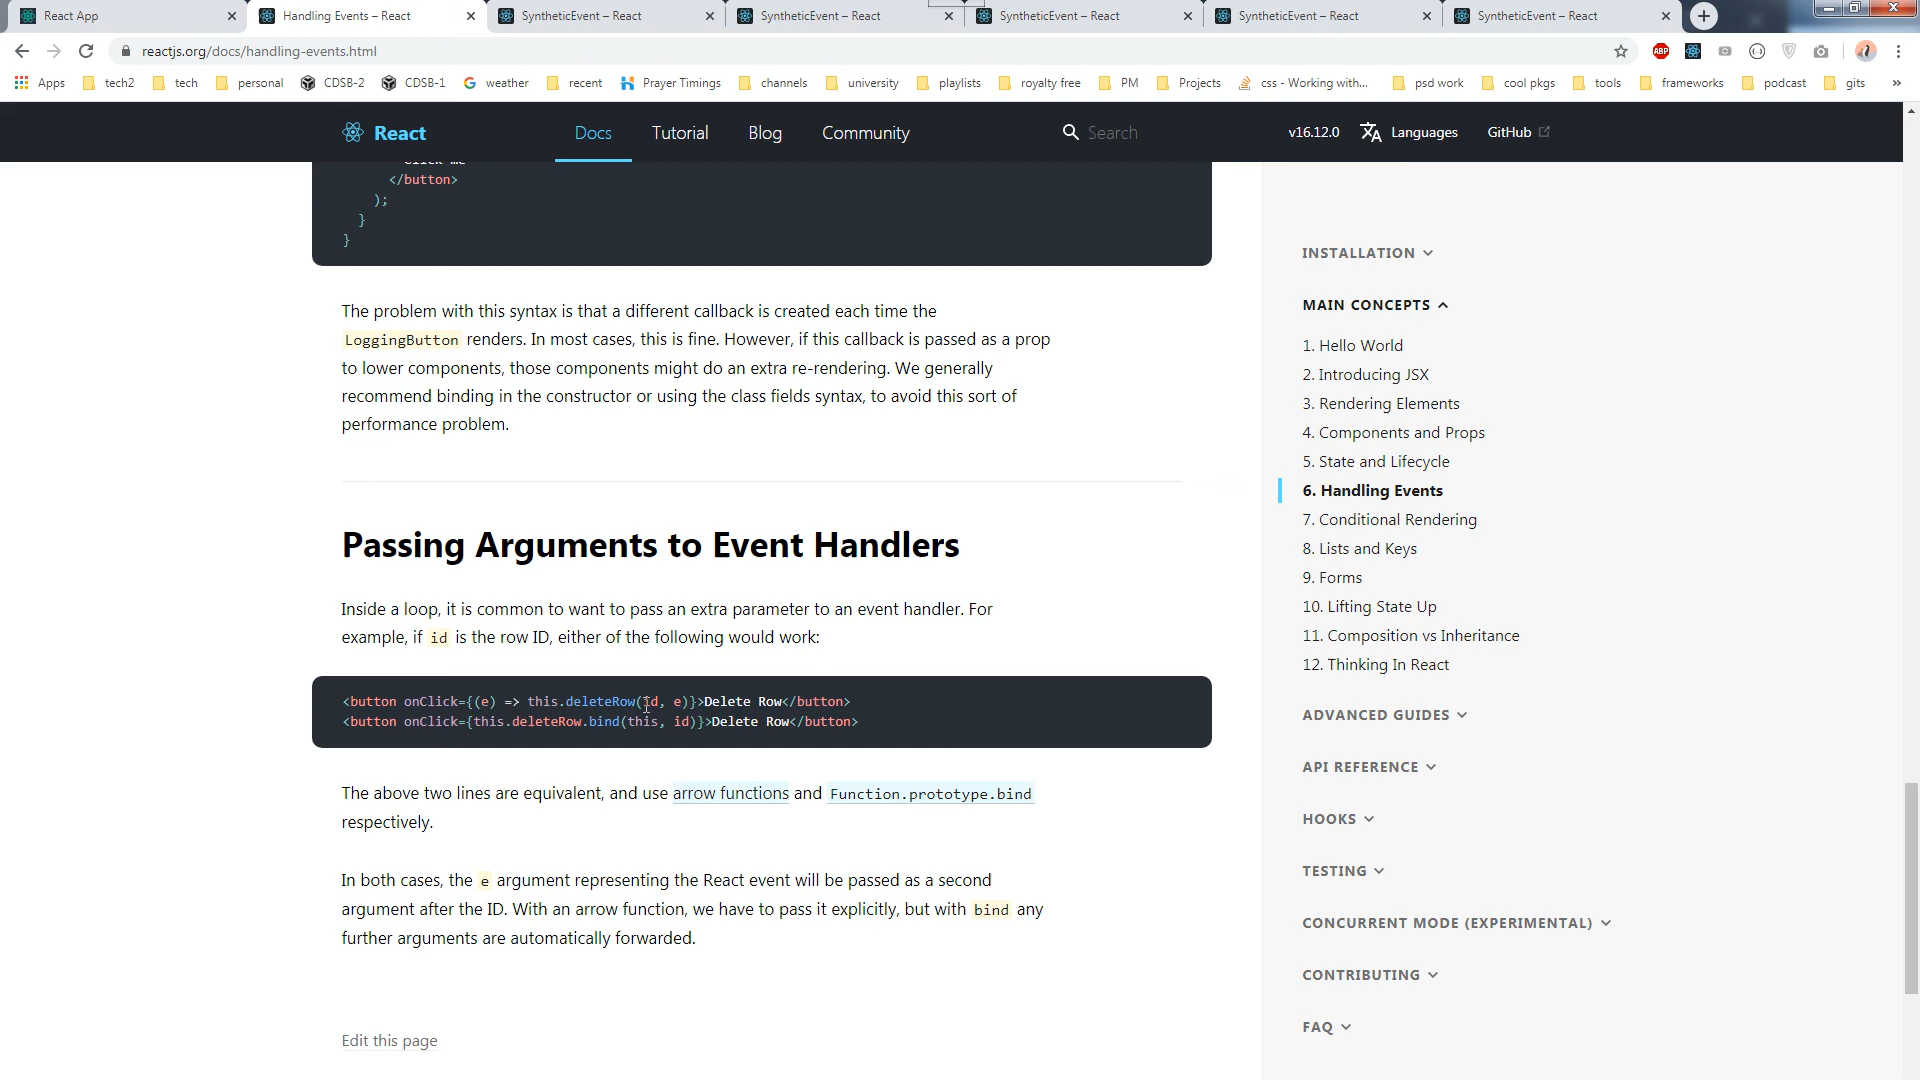 React App
Handling Events – React
SyntheticEvent – React
SyntheticEvent – React
SyntheticEvent – React
SyntheticEvent – React
SyntheticEvent – React
reactjs.org/docs/handling-events.html
ABP
Apps
tech2
tech
personal
CDSB-2
CDSB-1
weather
recent
Prayer Timings
channels
university
playlists
royalty free
PM
Projects
css - Working with...
psd work
cool pkgs
tools
frameworks
podcast
gits
»
React
Docs
Tutorial
Blog
Community
Search
v16.12.0
Languages
GitHub
Click me
</button>
);
}
}
The problem with this syntax is that a different callback is created each time the
LoggingButton renders. In most cases, this is fine. However, if this callback is passed as a prop
to lower components, those components might do an extra re-rendering. We generally
recommend binding in the constructor or using the class fields syntax, to avoid this sort of
performance problem.
Passing Arguments to Event Handlers
Inside a loop, it is common to want to pass an extra parameter to an event handler. For
example, if id is the row ID, either of the following would work:
<button onClick={(e) => this.deleteRow(id, e)}>Delete Row</button>
<button onClick={this.deleteRow.bind(this, id)}>Delete Row</button>
The above two lines are equivalent, and use arrow functions and Function.prototype.bind
respectively.
In both cases, the e argument representing the React event will be passed as a second
argument after the ID. With an arrow function, we have to pass it explicitly, but with bind any
further arguments are automatically forwarded.
Edit this page
INSTALLATION
MAIN CONCEPTS
1. Hello World
2. Introducing JSX
3. Rendering Elements
4. Components and Props
5. State and Lifecycle
6. Handling Events
7. Conditional Rendering
8. Lists and Keys
9. Forms
10. Lifting State Up
11. Composition vs Inheritance
12. Thinking In React
ADVANCED GUIDES
API REFERENCE
HOOKS
TESTING
CONCURRENT MODE (EXPERIMENTAL)
CONTRIBUTING
FAQ